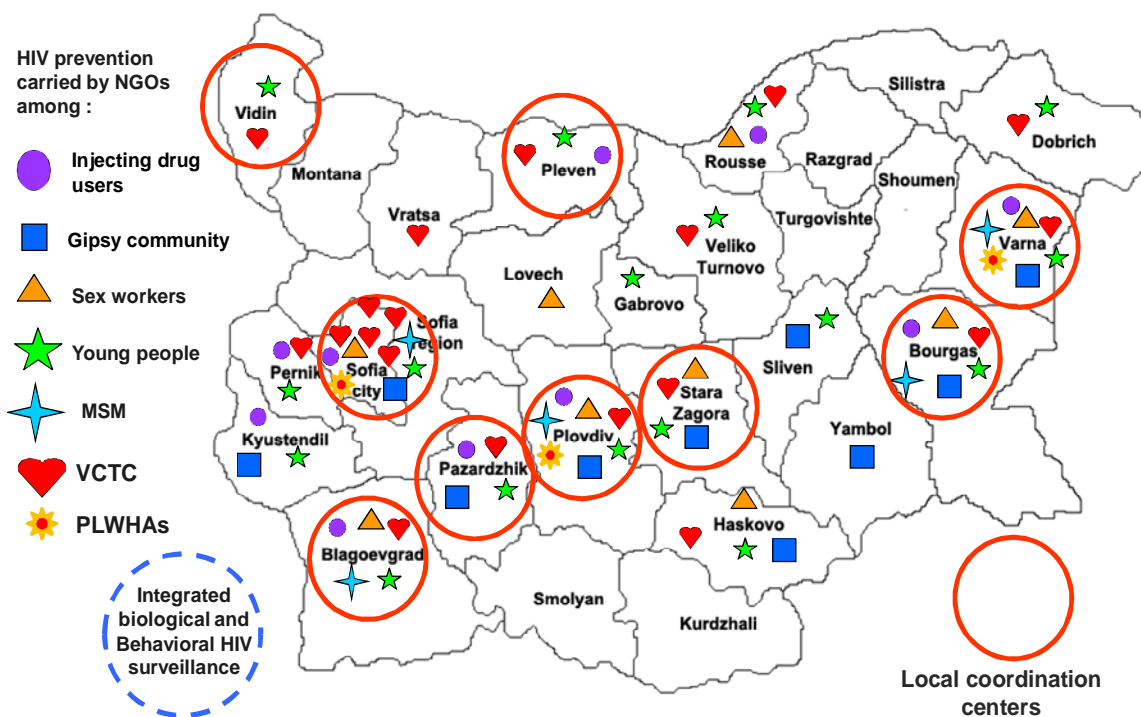 HIV prevention
carried by NGOs
among :
Injecting drug
users
Gipsy community
Sex workers
Young people
MSM
VCTC
PLWHAs
Integrated
biological and
Behavioral HIV
surveillance
Vidin
Montana
Vratsa
Pleven
Lovech
Gabrovo
Veliko
Turnovo
Rousse
Razgrad
Silistra
Dobrich
Shoumen
Turgovishte
Varna
Sofia
region
Sofia
city
Pernik
Kyustendil
Pazardzhik
Plovdiv
Stara
Zagora
Sliven
Bourgas
Yambol
Blagoevgrad
Haskovo
Smolyan
Kurdzhali
Local coordination
centers